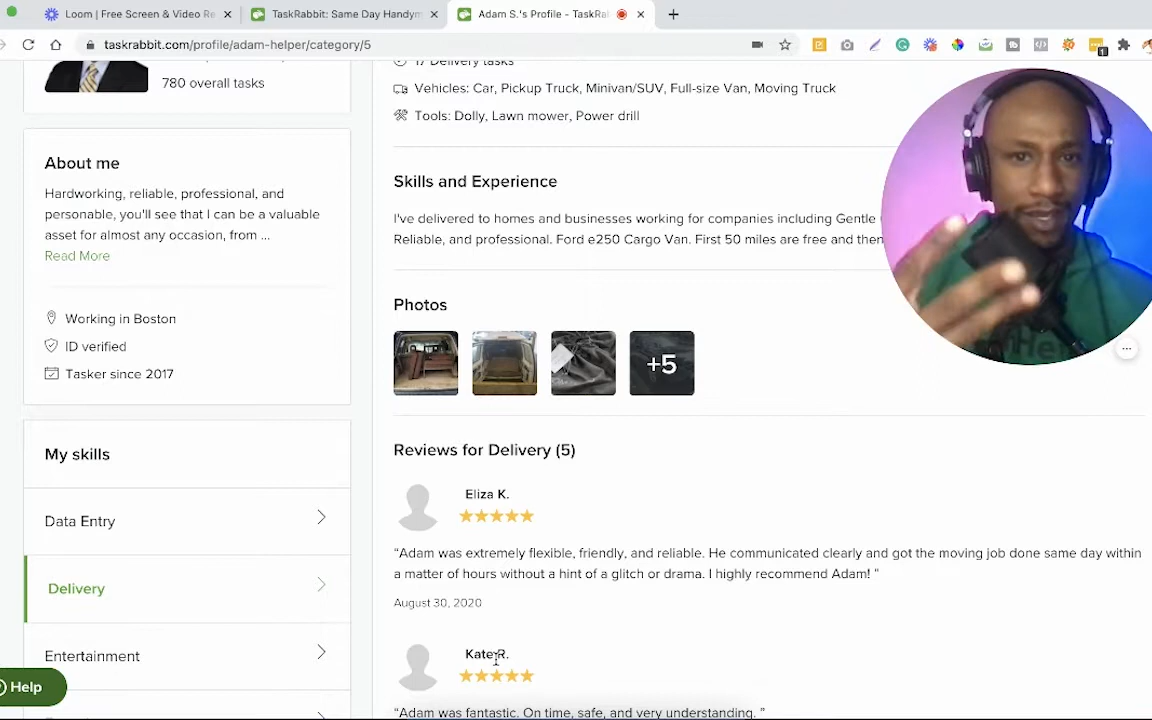 Loom | Free Screen & Video Re
TaskRabbit: Same Day Handym
Adam S.'s Profile - TaskRa
taskrabbit.com/profile/adam-helper/category/5
1
780 overall tasks
17 Delivery tasks
Vehicles: Car, Pickup Truck, Minivan/SUV, Full-size Van, Moving Truck
Tools: Dolly, Lawn mower, Power drill
About me
Hardworking, reliable, professional, and
personable, you'll see that I can be a valuable
asset for almost any occasion, from ...
Read More
Working in Boston
ID verified
Tasker since 2017
Skills and Experience
I've delivered to homes and businesses working for companies including Gentle
Reliable, and professional. Ford e250 Cargo Van. First 50 miles are free and then
Photos
+5
My skills
Data Entry
Delivery
Entertainment
Help
Reviews for Delivery (5)
Eliza K.
“Adam was extremely flexible, friendly, and reliable. He communicated clearly and got the moving job done same day within
a matter of hours without a hint of a glitch or drama. I highly recommend Adam! ”
August 30, 2020
Kate R.
“Adam was fantastic. On time, safe, and very understanding. ”